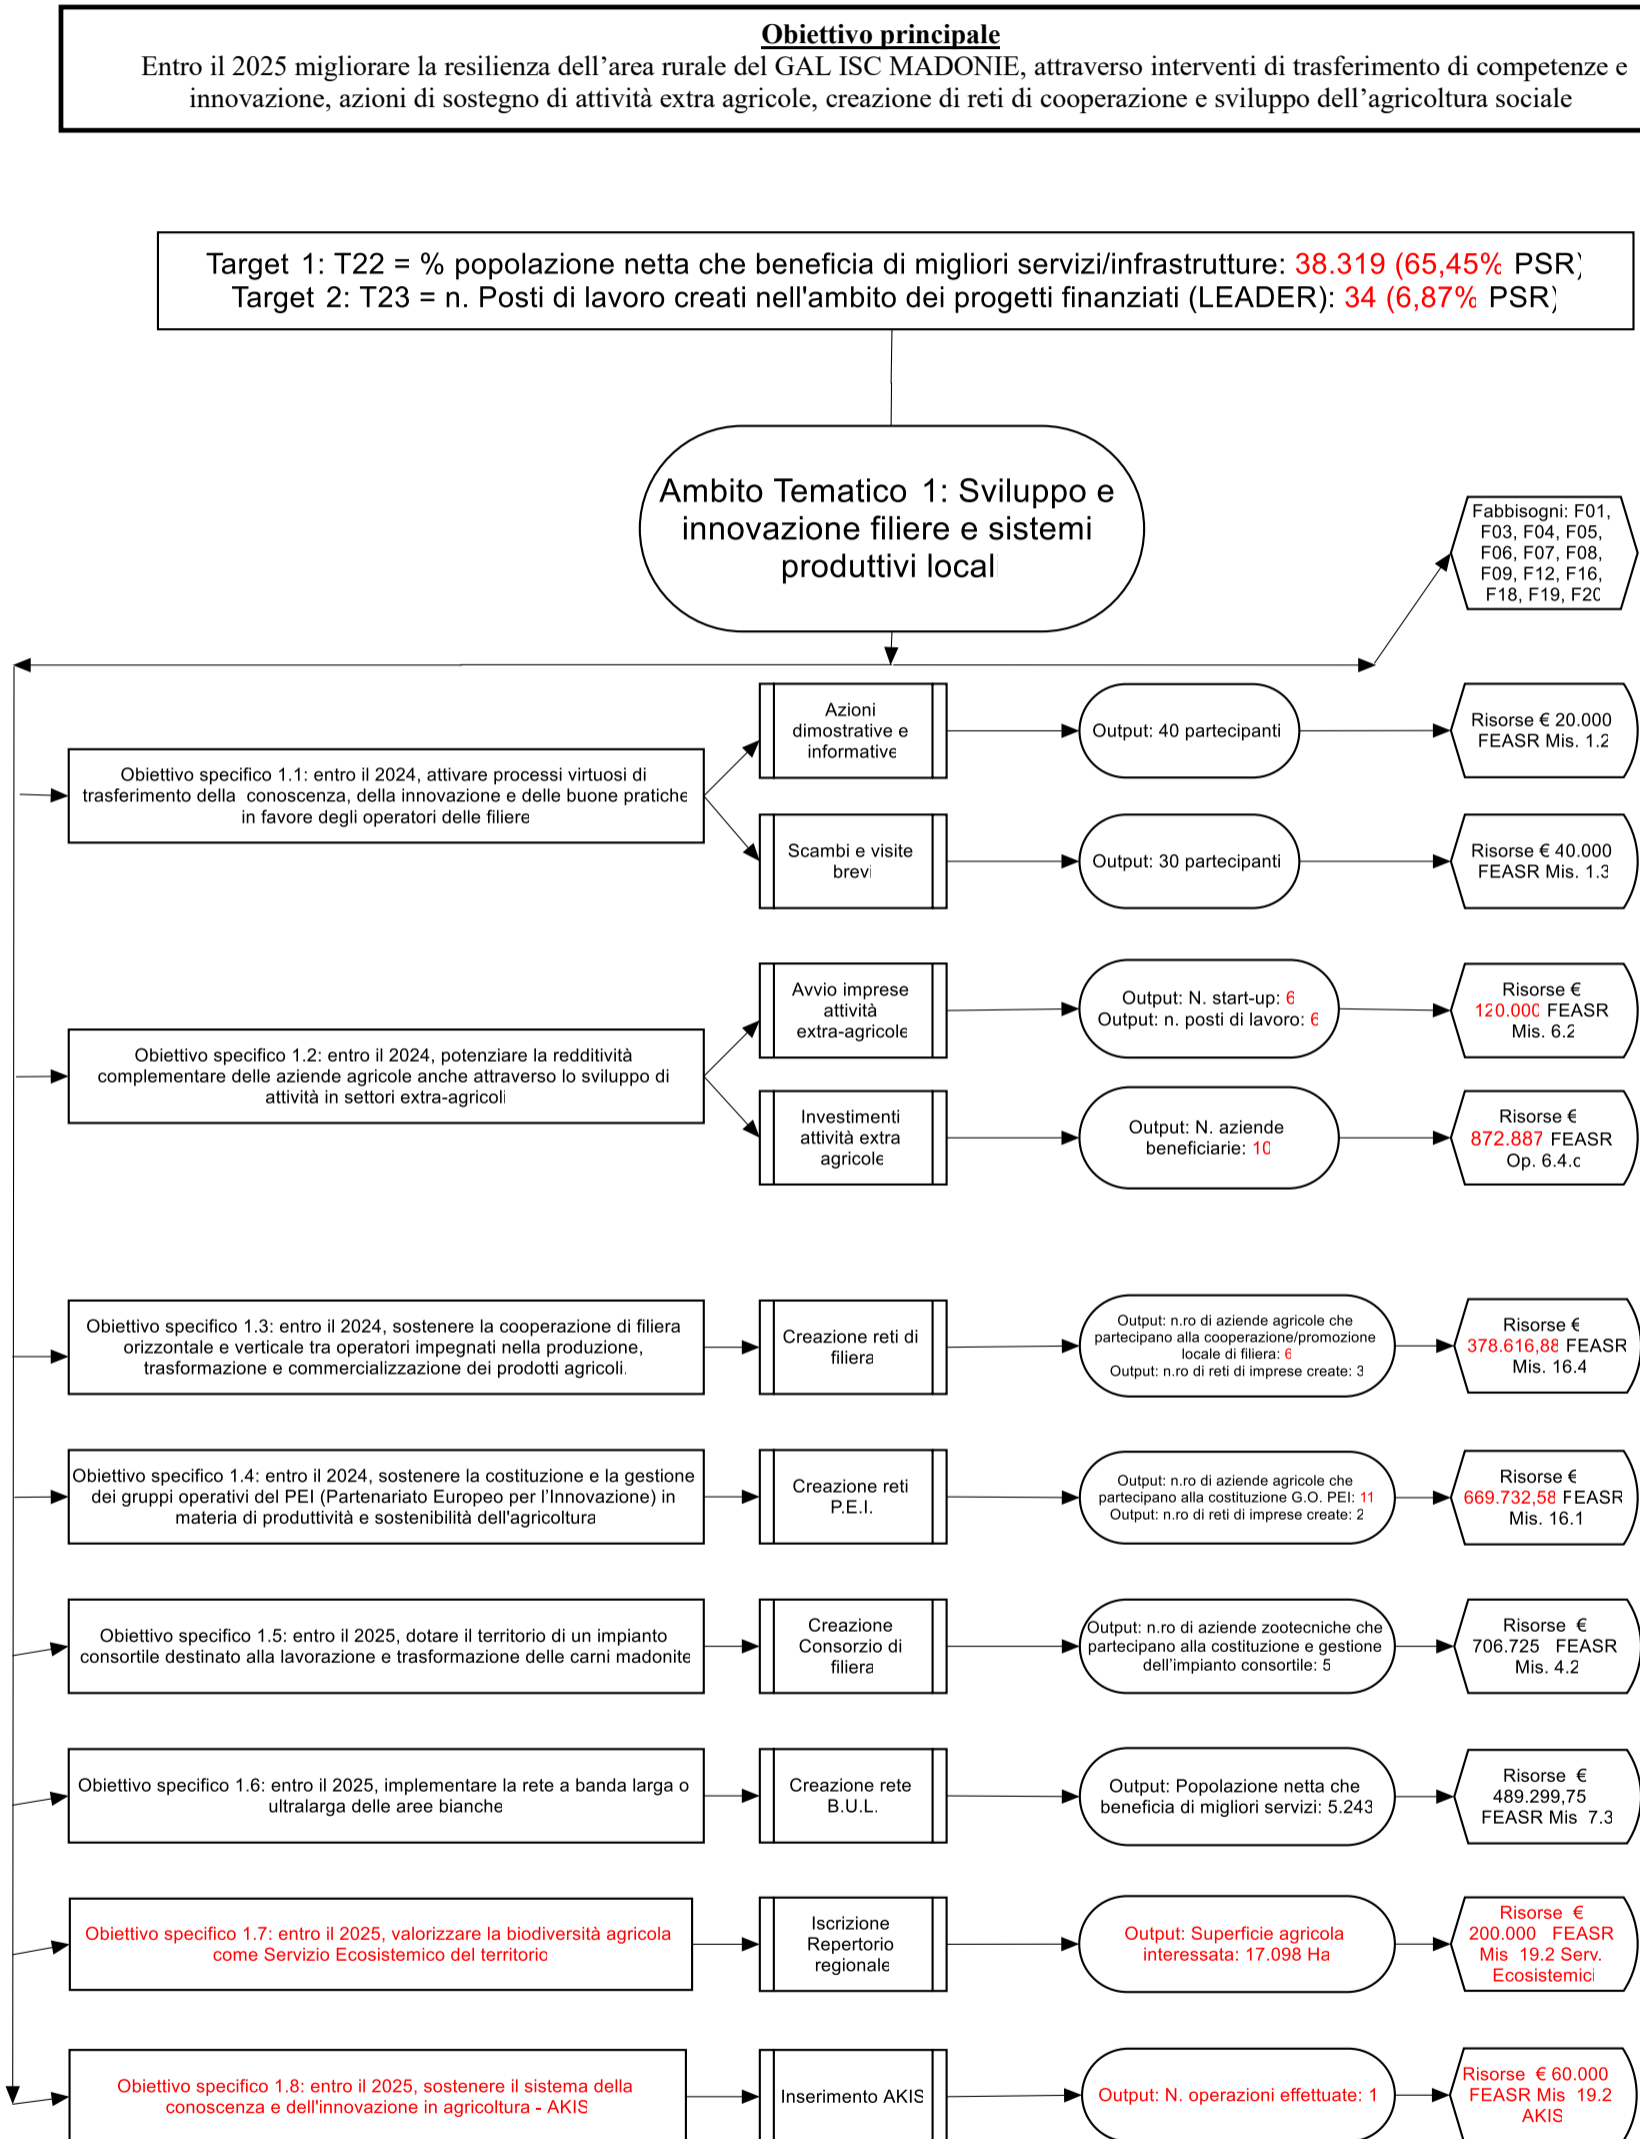 Obiettivo principale
Entro il 2025 migliorare la resilienza dell’area rurale del GAL ISC MADONIE, attraverso interventi di trasferimento di competenze e
innovazione, azioni di sostegno di attività extra agricole, creazione di reti di cooperazione e sviluppo dell’agricoltura sociale
Target 1: T22 = % popolazione netta che beneficia di migliori servizi/infrastrutture: 38.319 (65,45% PSR)
Target 2: T23 = n. Posti di lavoro creati nell'ambito dei progetti finanziati (LEADER): 34 (6,87% PSR)
Ambito Tematico 1: Sviluppo e
innovazione filiere e sistemi
produttivi local
Fabbisogni: F01,
F03, F04, F05,
F06, F07, F08,
F09, F12, F16,
F18, F19, F20
Obiettivo specifico 1.1: entro il 2024, attivare processi virtuosi di
trasferimento della conoscenza, della innovazione e delle buone pratiche
in favore degli operatori delle filiere
Azioni
dimostrative e
informative
Output: 40 partecipanti
Risorse € 20.000
FEASR Mis. 1.2
Scambi e visite
brevi
Output: 30 partecipanti
Risorse € 40.000
FEASR Mis. 1.3
Obiettivo specifico 1.2: entro il 2024, potenziare la redditività
complementare delle aziende agricole anche attraverso lo sviluppo di
attività in settori extra-agricoli
Avvio imprese
attività
extra-agricole
Output: N. start-up: 6
Output: n. posti di lavoro: 6
Risorse €
120.000 FEASR
Mis. 6.2
Investimenti
attività extra
agricole
Output: N. aziende
beneficiarie: 10
Risorse €
872.887 FEASR
Op. 6.4.c
Obiettivo specifico 1.3: entro il 2024, sostenere la cooperazione di filiera
orizzontale e verticale tra operatori impegnati nella produzione,
trasformazione e commercializzazione dei prodotti agricoli.
Creazione reti di
filiera
Output: n.ro di aziende agricole che
partecipano alla cooperazione/promozione
locale di filiera: 6
Output: n.ro di reti di imprese create: 3
Risorse €
378.616,88 FEASR
Mis. 16.4
Obiettivo specifico 1.4: entro il 2024, sostenere la costituzione e la gestione
dei gruppi operativi del PEI (Partenariato Europeo per l’Innovazione) in
materia di produttività e sostenibilità dell'agricoltura
Creazione reti
P.E.I.
Output: n.ro di aziende agricole che
partecipano alla costituzione G.O. PEI: 11
Output: n.ro di reti di imprese create: 2
Risorse €
669.732,58 FEASR
Mis. 16.1
Obiettivo specifico 1.5: entro il 2025, dotare il territorio di un impianto
consortile destinato alla lavorazione e trasformazione delle carni madonite
Creazione
Consorzio di
filiera
Output: n.ro di aziende zootecniche che
partecipano alla costituzione e gestione
dell’impianto consortile: 5
Risorse €
706.725 FEASR
Mis. 4.2
Obiettivo specifico 1.6: entro il 2025, implementare la rete a banda larga o
ultralarga delle aree bianche
Creazione rete
B.U.L.
Output: Popolazione netta che
beneficia di migliori servizi: 5.243
Risorse €
489.299,75
FEASR Mis 7.3
Obiettivo specifico 1.7: entro il 2025, valorizzare la biodiversità agricola
come Servizio Ecosistemico del territorio
Iscrizione
Repertorio
regionale
Output: Superficie agricola
interessata: 17.098 Ha
Risorse €
200.000 FEASR
Mis 19.2 Serv.
Ecosistemici
Obiettivo specifico 1.8: entro il 2025, sostenere il sistema della
conoscenza e dell'innovazione in agricoltura - AKIS
Inserimento AKIS
Output: N. operazioni effettuate: 1
Risorse € 60.000
FEASR Mis 19.2
AKIS